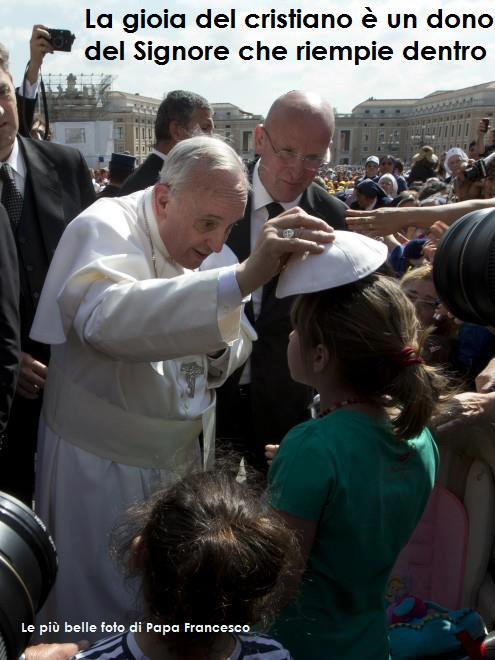 La gioia del cristiano è un dono
del Signore che riempie dentro
Le più belle foto di Papa Francesco